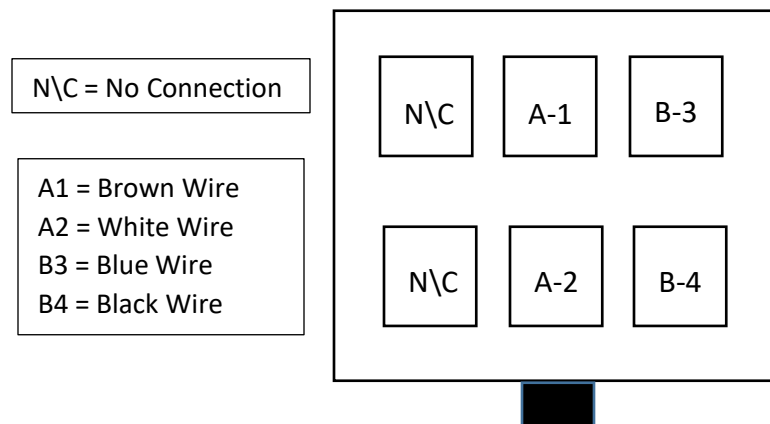 N\C = No Connection
A1 = Brown Wire
A2 = White Wire
B3 = Blue Wire
B4 = Black Wire
N\C A-1 B-3
N\C A-2 B-4